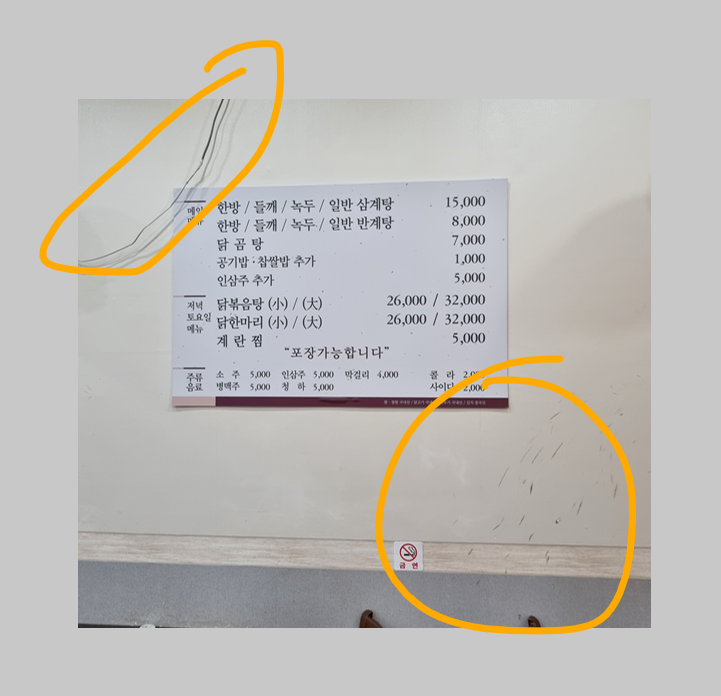 메인 메뉴
한방 / 들깨 / 녹두 / 일반 삼계탕 15,000
한방 / 들깨 / 녹두 / 일반 반계탕 8,000
닭 곰 탕 7,000
공기밥·찹쌀밥 추가 1,000
인삼주 추가 5,000
저녁 토요일 메뉴
닭볶음탕 (小) / (大) 26,000 / 32,000
닭한마리 (小) / (大) 26,000 / 32,000
계 란 찜 5,000
“포장가능합니다”
주류 음료
소 주 5,000 인삼주 5,000 막걸리 4,000 콜 라
병맥주 5,000 청 하 5,000 사이다 2,000
금 연